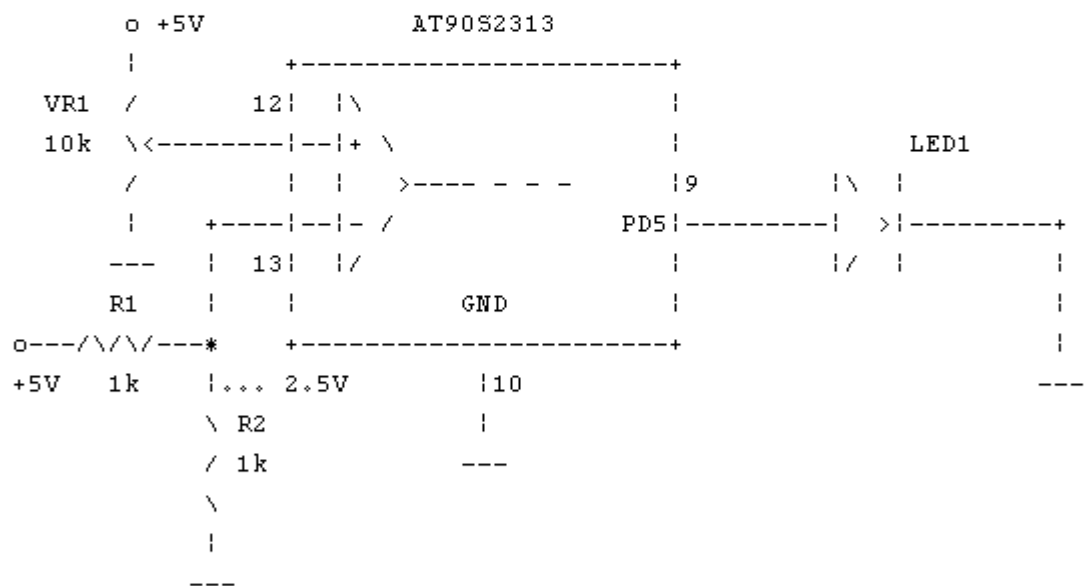 +5V AT90S2313
VR1 12
10k + LED1
9
- PD5
13
R1 GND
+5V 1k ... 2.5V 10
R2
1k